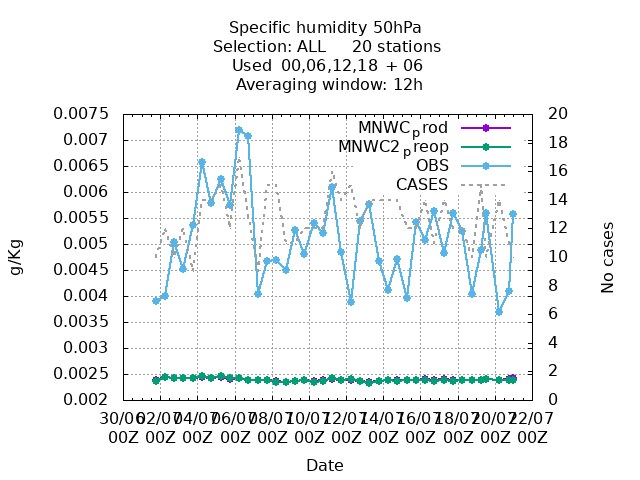 Specific humidity 50hPa
Selection: ALL 20 stations
Used 00,06,12,18 + 06
Averaging window: 12h
MNWC_prod
MNWC2_preop
OBS
CASES
0.0075
0.007
0.0065
0.006
0.0055
0.005
0.0045
0.004
0.0035
0.003
0.0025
0.002
g/Kg
20
18
16
14
12
10
8
6
4
2
0
No cases
30/06 02/07 04/07 06/07 08/07 10/07 12/07 14/07 16/07 18/07 20/07 22/07
00Z 00Z 00Z 00Z 00Z 00Z 00Z 00Z 00Z 00Z 00Z 00Z
Date